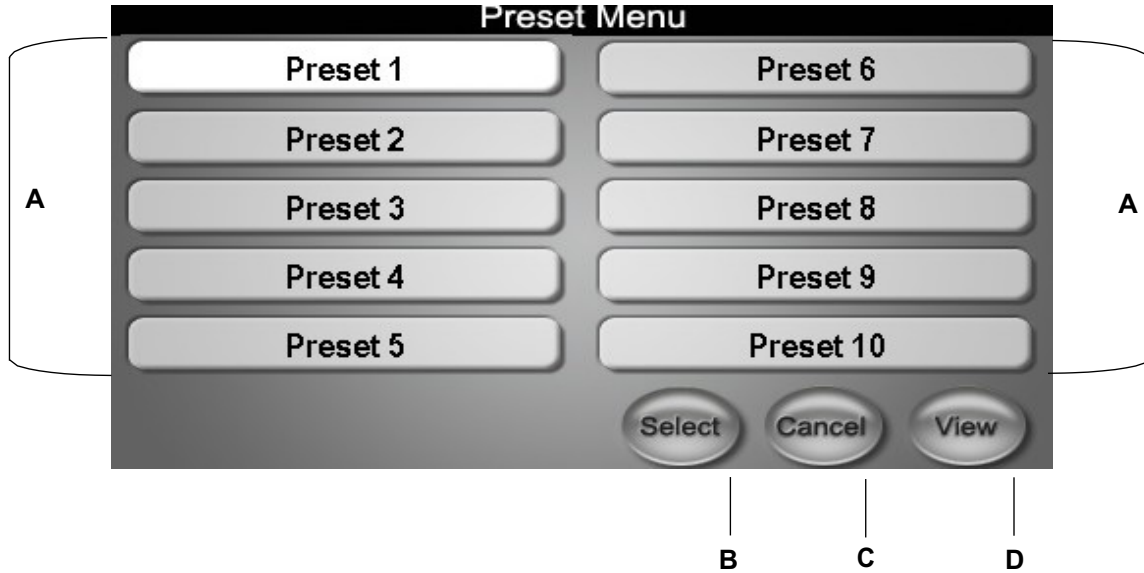 Preset Menu
Preset 1
Preset 2
Preset 3
Preset 4
Preset 5
Preset 6
Preset 7
Preset 8
Preset 9
Preset 10
Select Cancel View
A
A
B C D